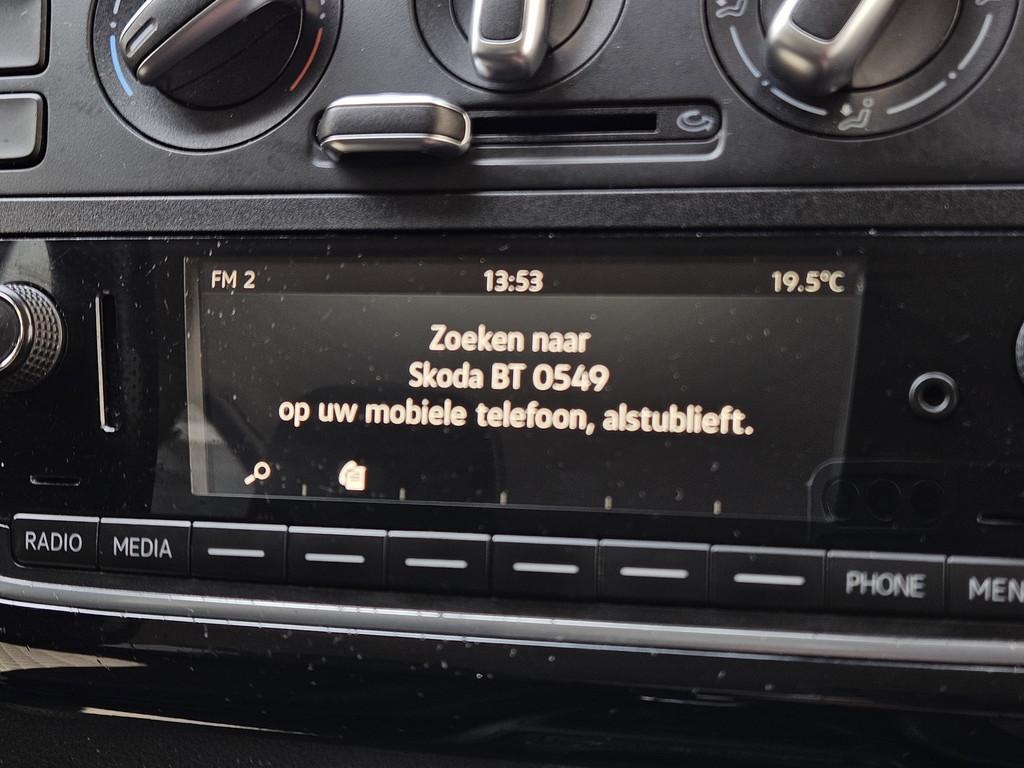 FM 2 13:53 19.5°C
Zoeken naar
Skoda BT 0549
op uw mobiele telefoon, alstublieft.
RADIO MEDIA PHONE MEN